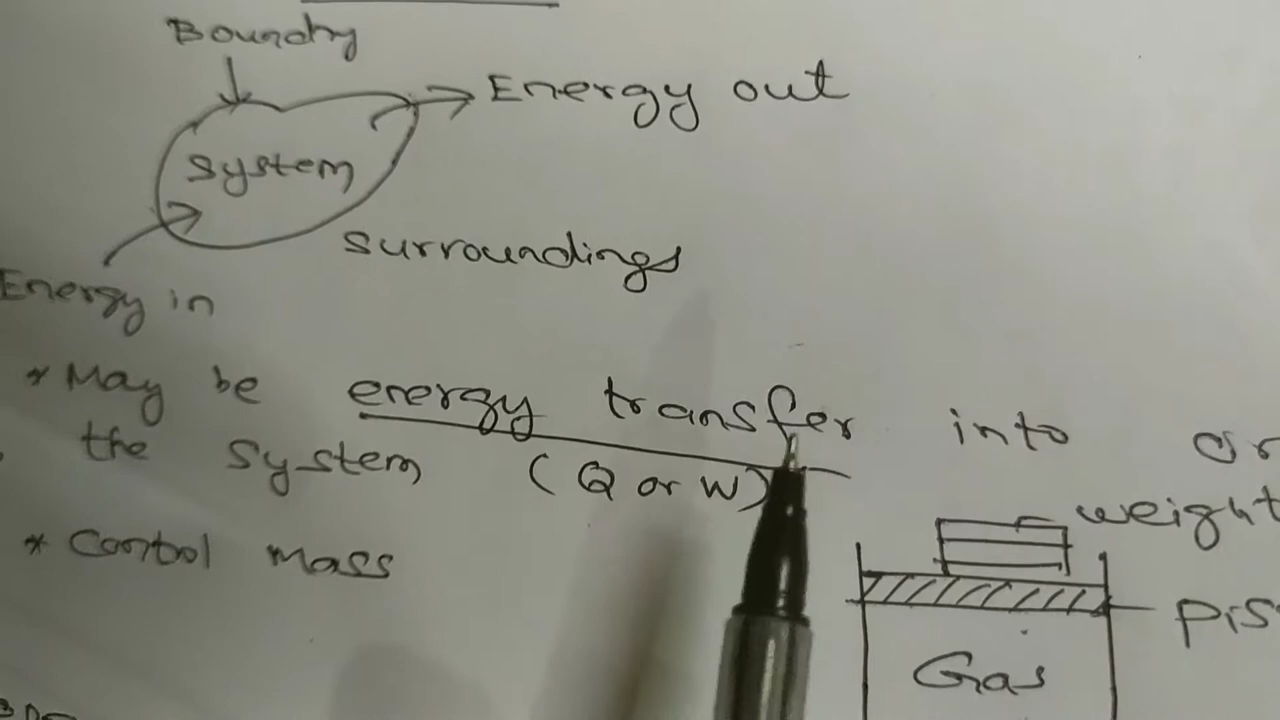 Boundry
Energy out
system
surroundings
Energy in
* May be energy transfer into or
the system (Q or W)
weight
* Control Mass
Pis
Gas